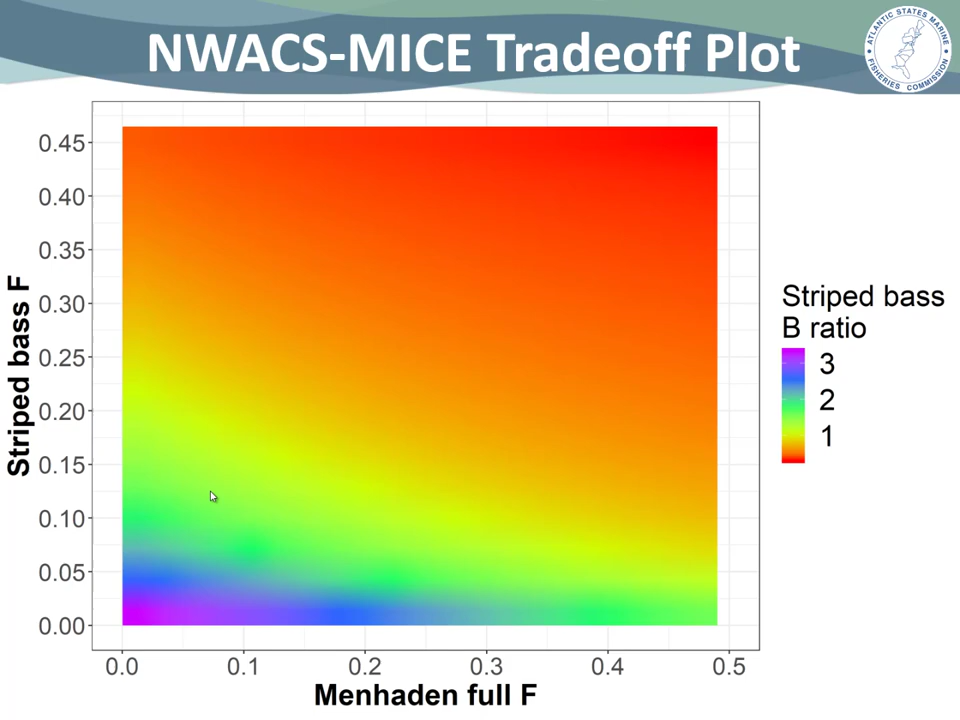 NWACS-MICE Tradeoff Plot
ATLANTIC STATES MARINE
FISHERIES COMMISSION
0.45
0.40
0.35
0.30
0.25
0.20
0.15
0.10
0.05
0.00
Striped bass F
0.0 0.1 0.2 0.3 0.4 0.5
Menhaden full F
Striped bass
B ratio
3
2
1